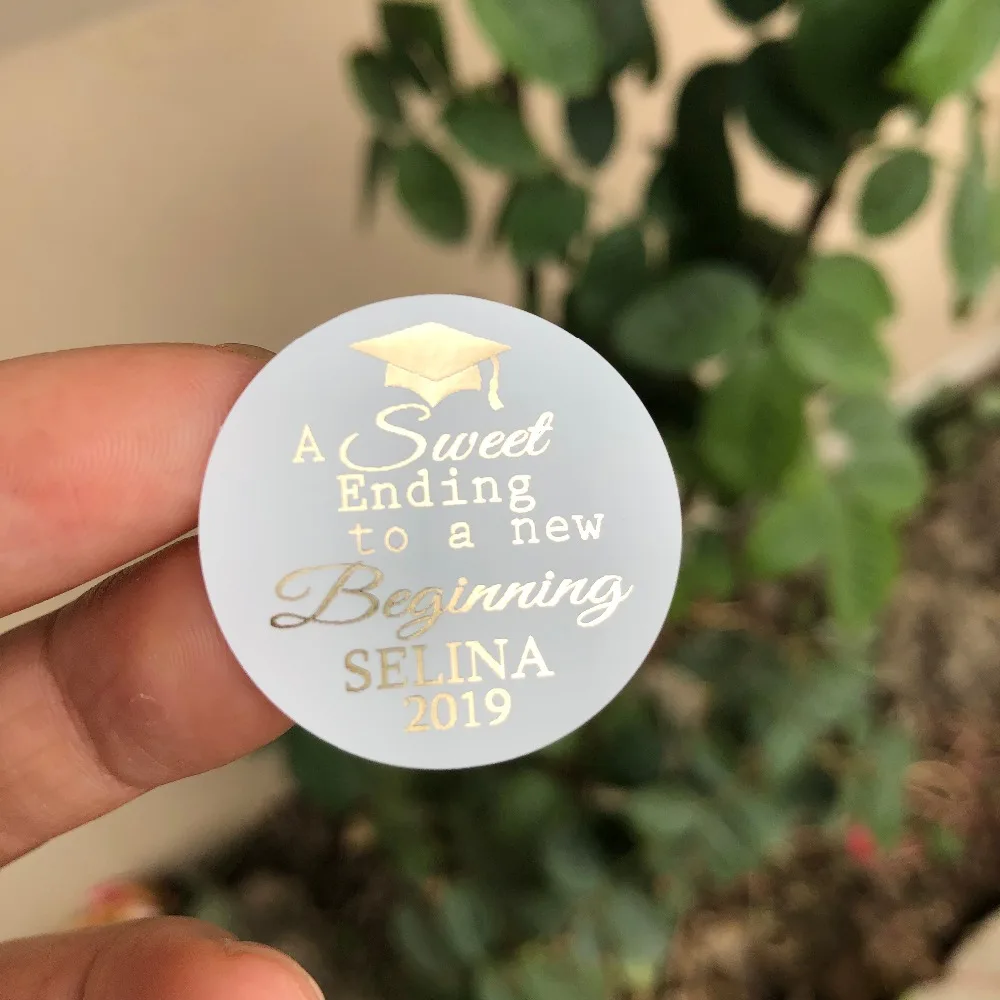 A Sweet
Ending
to a new
Beginning
SELINA
2019